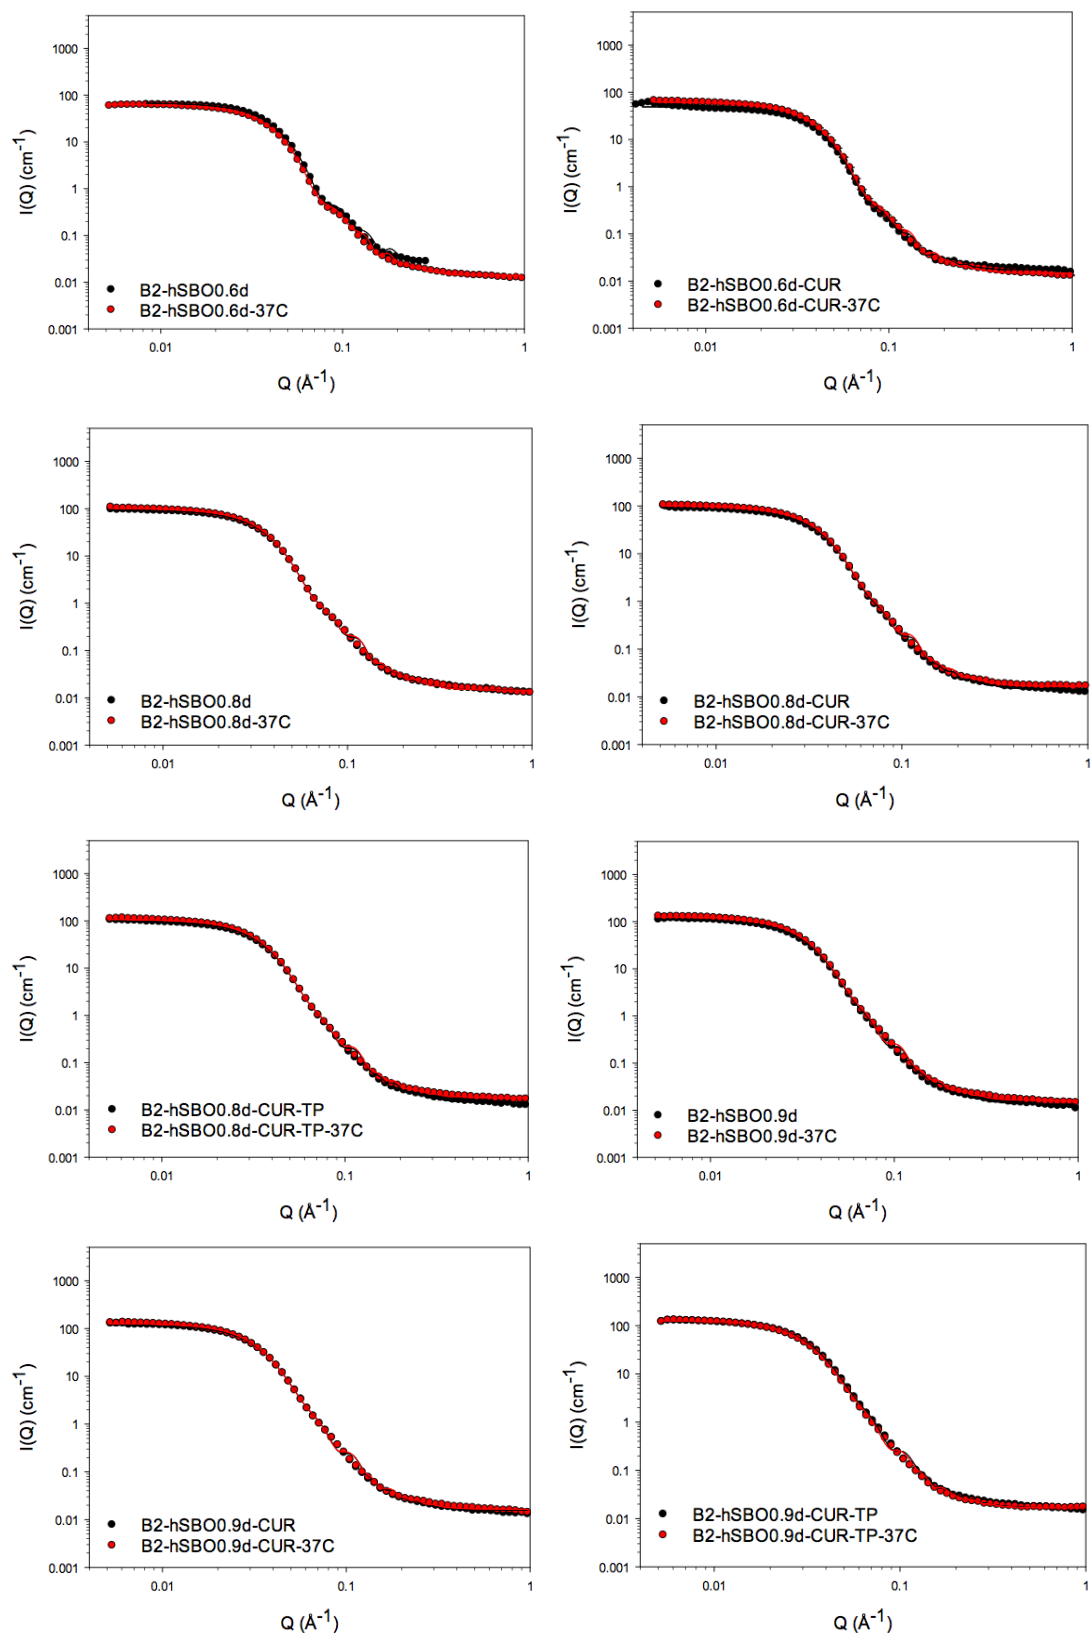 1000
100
10
1
0.1
0.01
0.001
I(Q) (cm⁻¹)
B2-hSBO0.6d
B2-hSBO0.6d-37C
0.01 0.1 1
Q (Å⁻¹)
1000
100
10
1
0.1
0.01
0.001
I(Q) (cm⁻¹)
B2-hSBO0.6d-CUR
B2-hSBO0.6d-CUR-37C
0.01 0.1 1
Q (Å⁻¹)
1000
100
10
1
0.1
0.01
0.001
I(Q) (cm⁻¹)
B2-hSBO0.8d
B2-hSBO0.8d-37C
0.01 0.1 1
Q (Å⁻¹)
1000
100
10
1
0.1
0.01
0.001
I(Q) (cm⁻¹)
B2-hSBO0.8d-CUR
B2-hSBO0.8d-CUR-37C
0.01 0.1 1
Q (Å⁻¹)
1000
100
10
1
0.1
0.01
0.001
I(Q) (cm⁻¹)
B2-hSBO0.8d-CUR-TP
B2-hSBO0.8d-CUR-TP-37C
0.01 0.1 1
Q (Å⁻¹)
1000
100
10
1
0.1
0.01
0.001
I(Q) (cm⁻¹)
B2-hSBO0.9d
B2-hSBO0.9d-37C
0.01 0.1 1
Q (Å⁻¹)
1000
100
10
1
0.1
0.01
0.001
I(Q) (cm⁻¹)
B2-hSBO0.9d-CUR
B2-hSBO0.9d-CUR-37C
0.01 0.1 1
Q (Å⁻¹)
1000
100
10
1
0.1
0.01
0.001
I(Q) (cm⁻¹)
B2-hSBO0.9d-CUR-TP
B2-hSBO0.9d-CUR-TP-37C
0.01 0.1 1
Q (Å⁻¹)